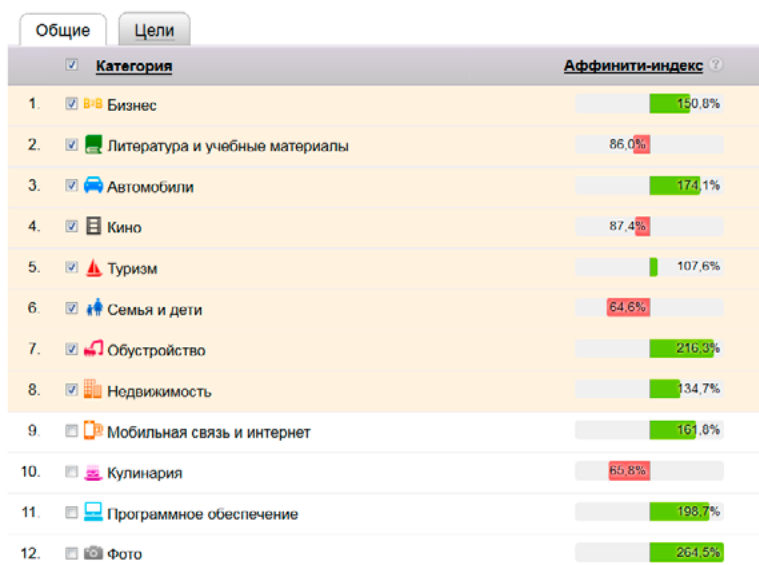 Общие Цели
Категория Аффинити-индекс ?
1. B2B Бизнес 150,8%
2. Литература и учебные материалы 86,0%
3. Автомобили 174,1%
4. Кино 87,4%
5. Туризм 107,6%
6. Семья и дети 64,6%
7. Обустройство 216,3%
8. Недвижимость 134,7%
9. Мобильная связь и интернет 161,8%
10. Кулинария 65,8%
11. Программное обеспечение 198,7%
12. Фото 264,5%